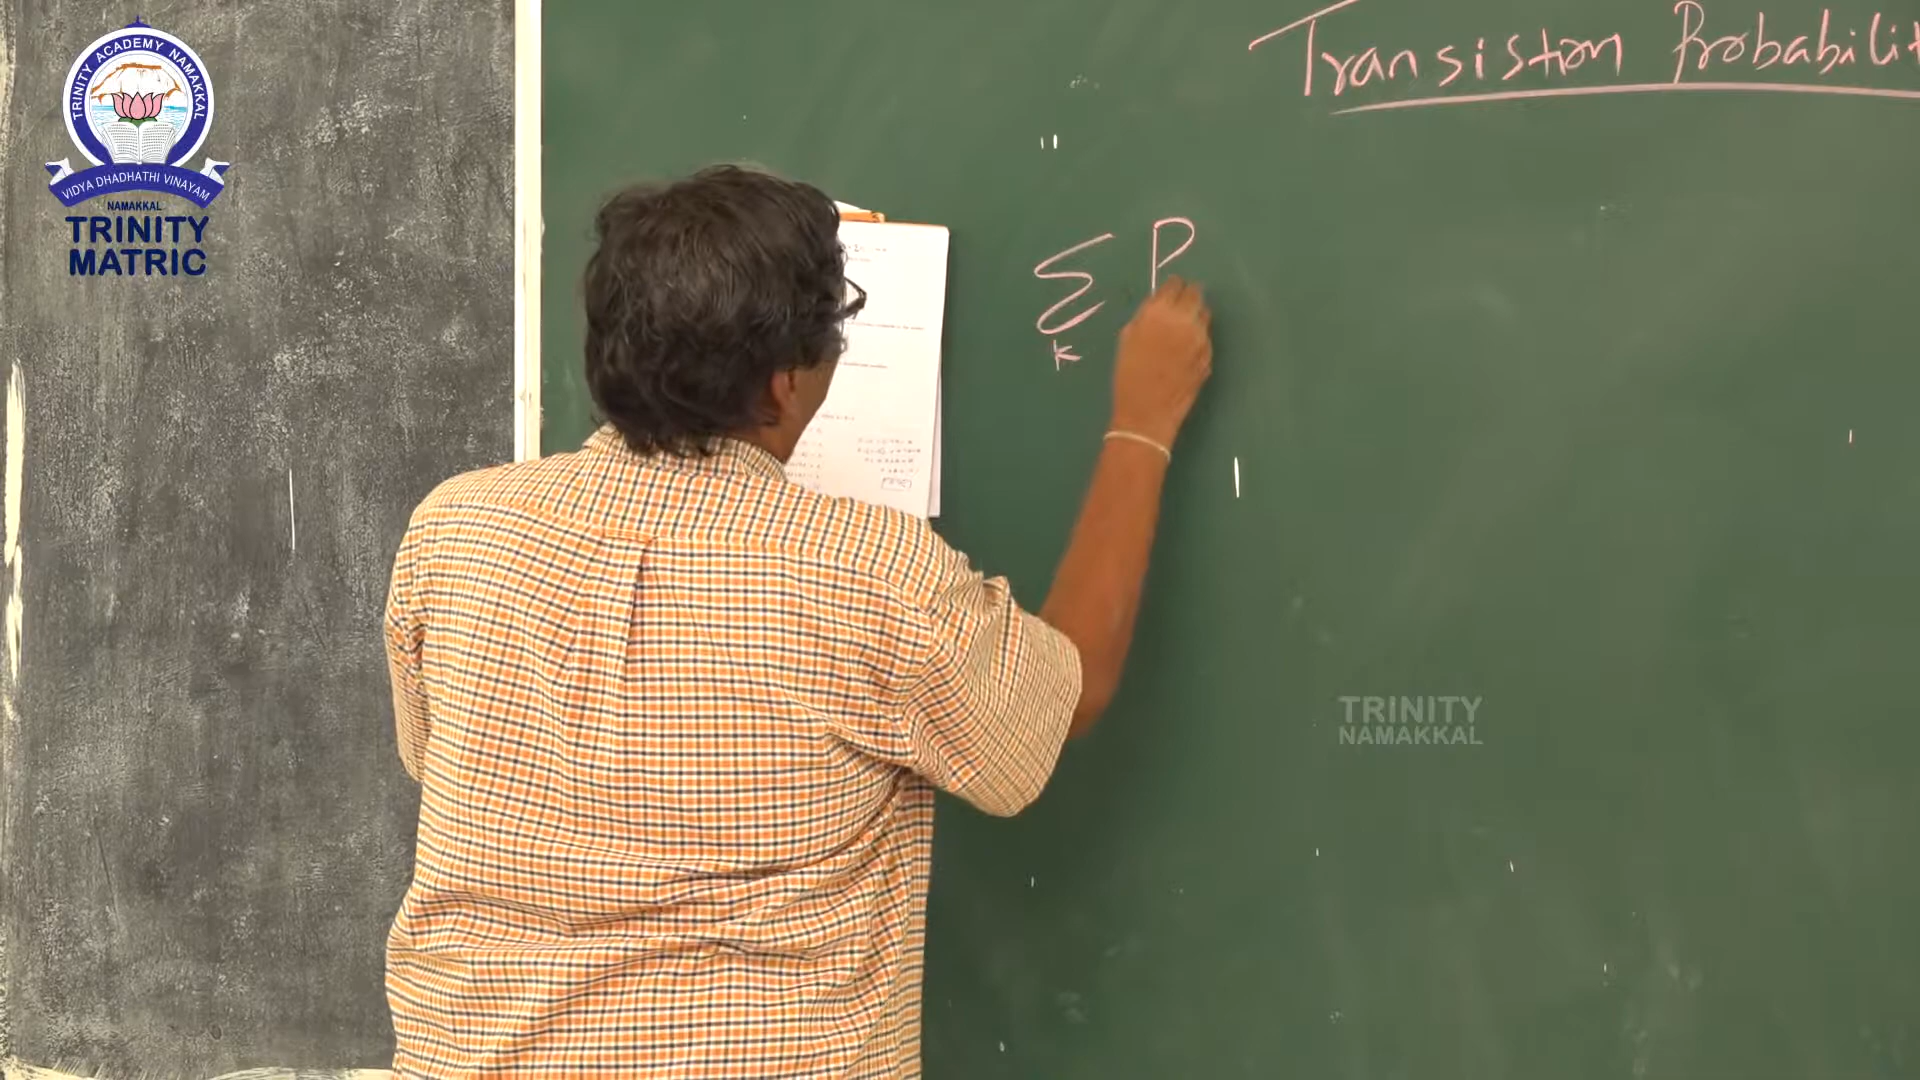 TRINITY ACADEMY NAMAKKAL
VIDYA DHADHATHI VINAYAM
NAMAKKAL
TRINITY
MATRIC
Transiston Probabilit
Σ P
k
TRINITY
NAMAKKAL